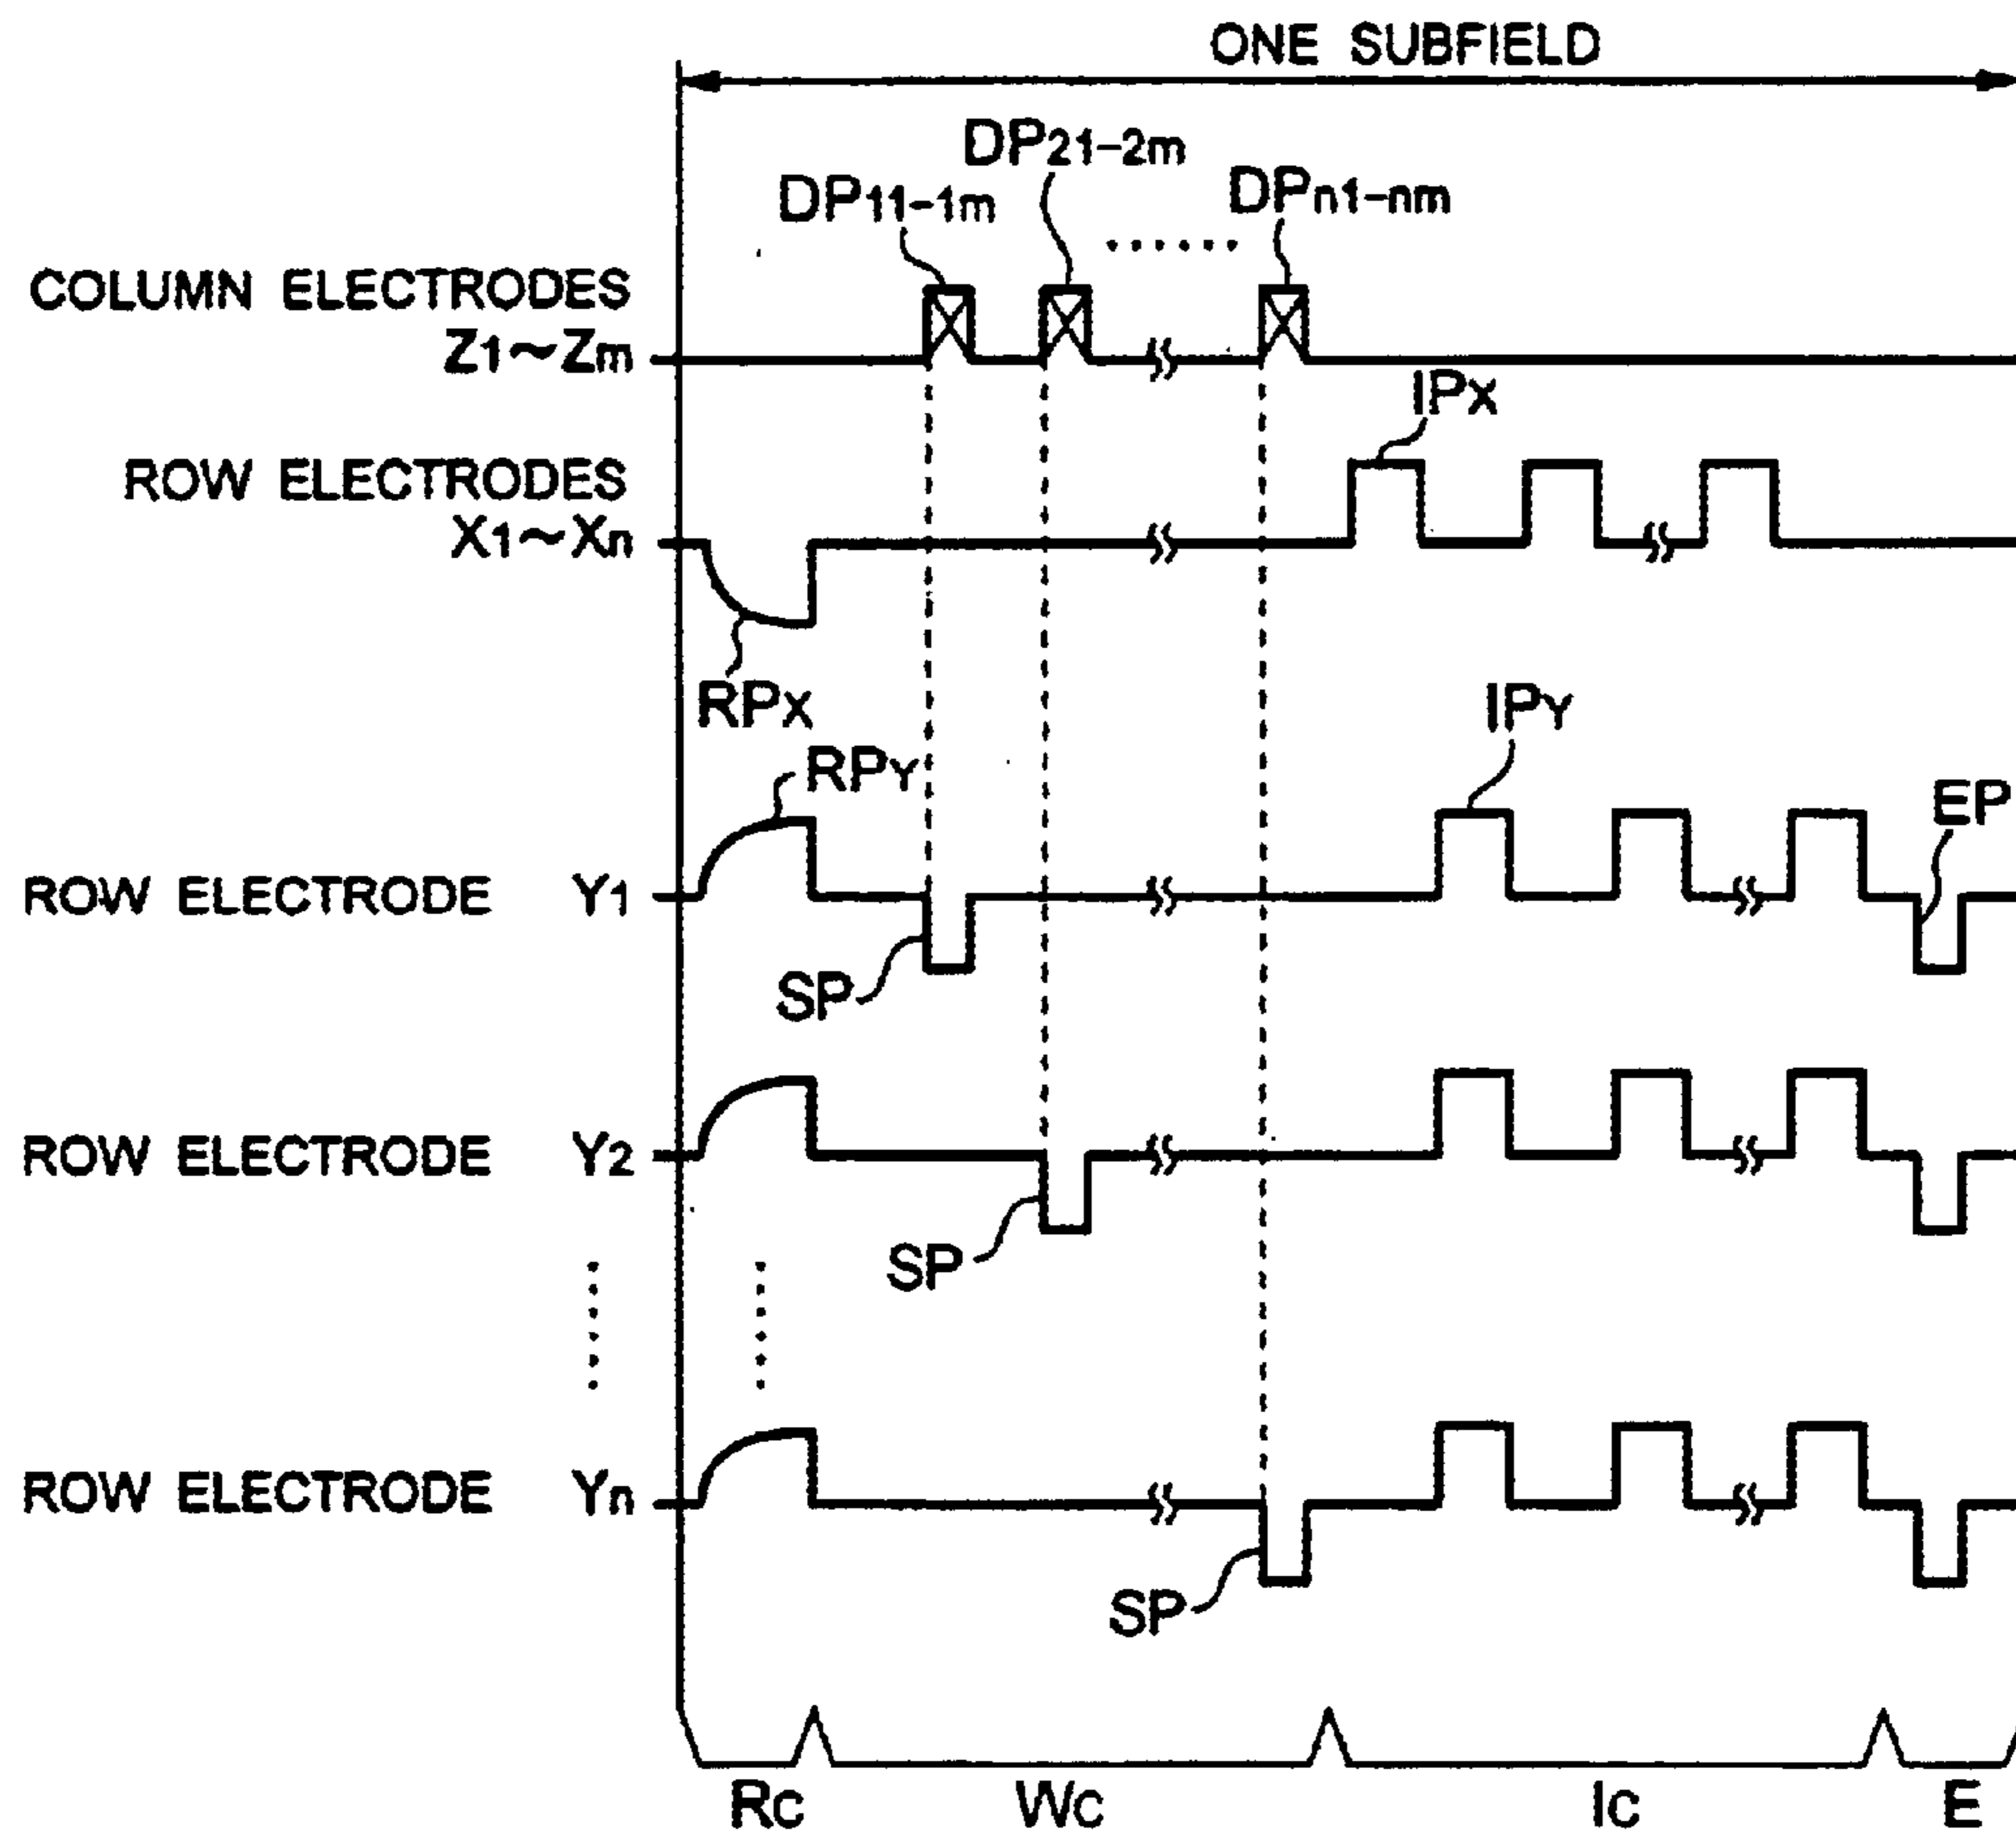 ONE SUBFIELD
DP21-2m
DP11-1m
DPn1-nm
COLUMN ELECTRODES
Z1~Zm
IPX
ROW ELECTRODES
X1~Xn
RPX
IPY
RPY
EP
ROW ELECTRODE Y1
SP
ROW ELECTRODE Y2
SP
ROW ELECTRODE Yn
SP
RC WC IC E